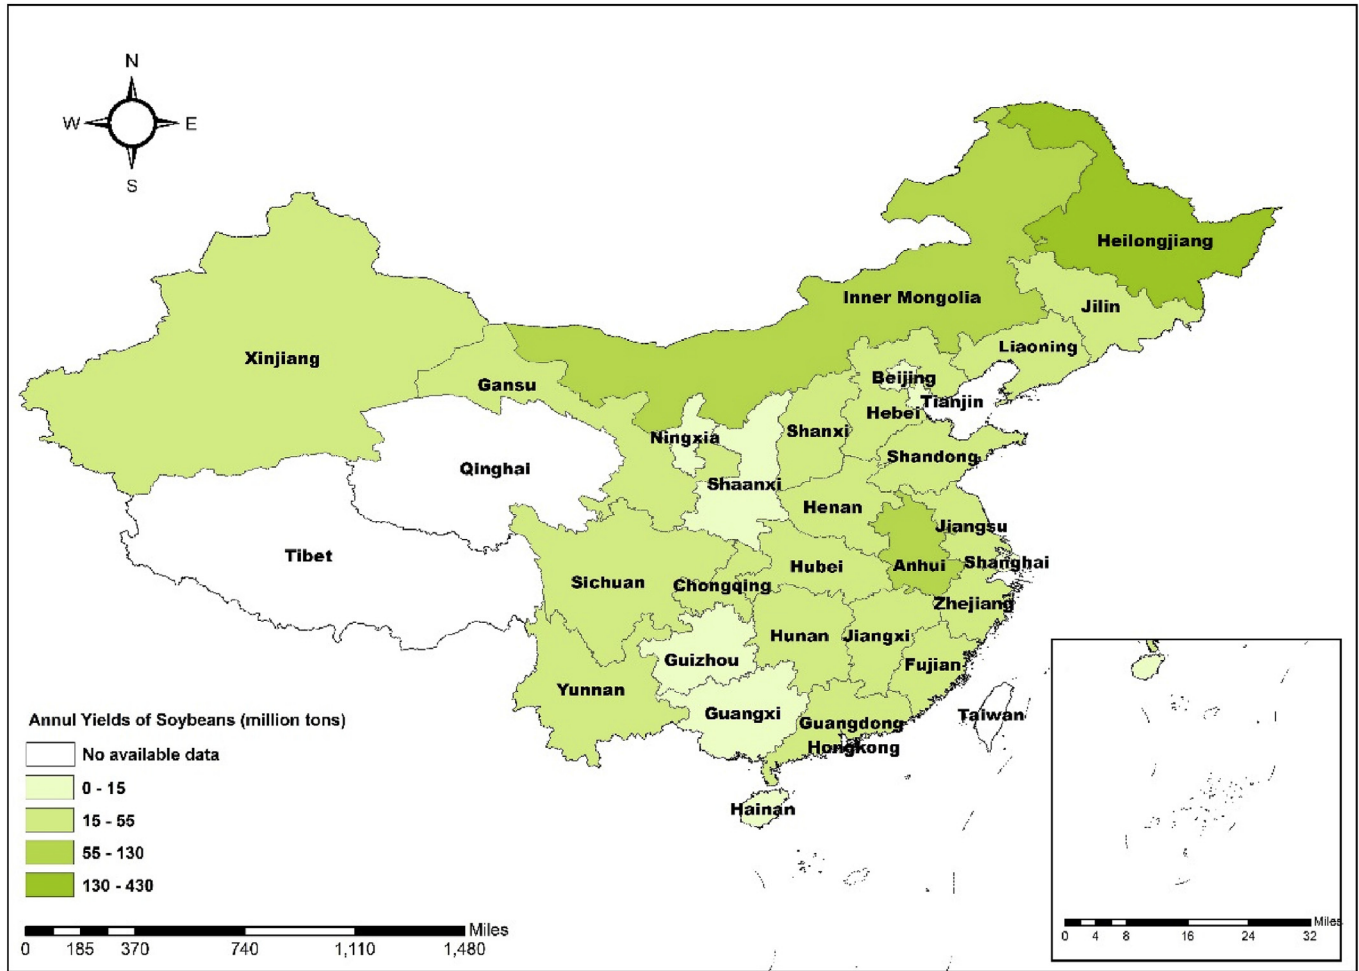 N
W E
S
Heilongjiang
Inner Mongolia
Jilin
Liaoning
Xinjiang
Gansu
Beijing
Tianjin
Hebei
Ningxia
Shanxi
Shandong
Qinghai
Shaanxi
Henan
Jiangsu
Tibet
Anhui
Shanghai
Hubei
Sichuan
Chongqing
Zhejiang
Hunan
Jiangxi
Guizhou
Fujian
Yunnan
Guangxi
Guangdong
Taiwan
Hongkong
Hainan
Annul Yields of Soybeans (million tons)
No available data
0 - 15
15 - 55
55 - 130
130 - 430
Miles
0 185 370 740 1,110 1,480
Miles
0 4 8 16 24 32